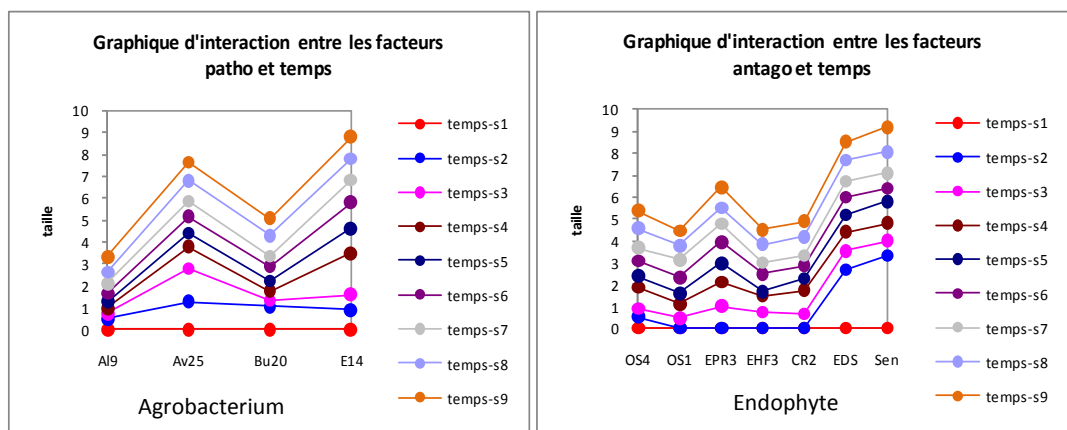 Graphique d'interaction entre les facteurs
patho et temps
10
9
8
7
6
5
4
3
2
1
0
taille
Al9
Av25
Bu20
E14
Agrobacterium
temps-s1
temps-s2
temps-s3
temps-s4
temps-s5
temps-s6
temps-s7
temps-s8
temps-s9
Graphique d'interaction entre les facteurs
antago et temps
10
9
8
7
6
5
4
3
2
1
0
taille
OS4
OS1
EPR3
EHF3
CR2
EDS
Sen
Endophyte
temps-s1
temps-s2
temps-s3
temps-s4
temps-s5
temps-s6
temps-s7
temps-s8
temps-s9